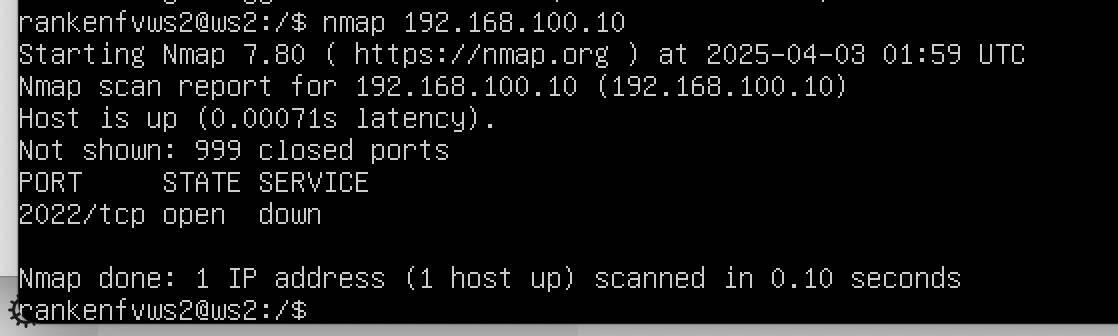 rankenfvws2@ws2:/$ nmap 192.168.100.10
Starting Nmap 7.80 ( https://nmap.org ) at 2025-04-03 01:59 UTC
Nmap scan report for 192.168.100.10 (192.168.100.10)
Host is up (0.00071s latency).
Not shown: 999 closed ports
PORT     STATE SERVICE
2022/tcp open  down

Nmap done: 1 IP address (1 host up) scanned in 0.10 seconds
rankenfvws2@ws2:/$